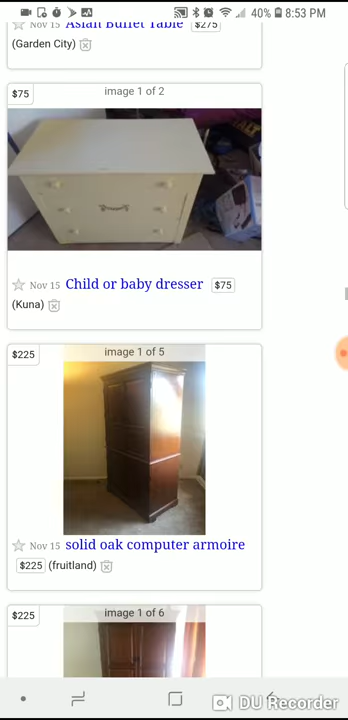 40% 8:53 PM
Nov 15 Asian Buffet Table $275
(Garden City)
$75
image 1 of 2
Nov 15 Child or baby dresser $75
(Kuna)
$225
image 1 of 5
Nov 15 solid oak computer armoire
$225 (fruitland)
$225
image 1 of 6
DU Recorder